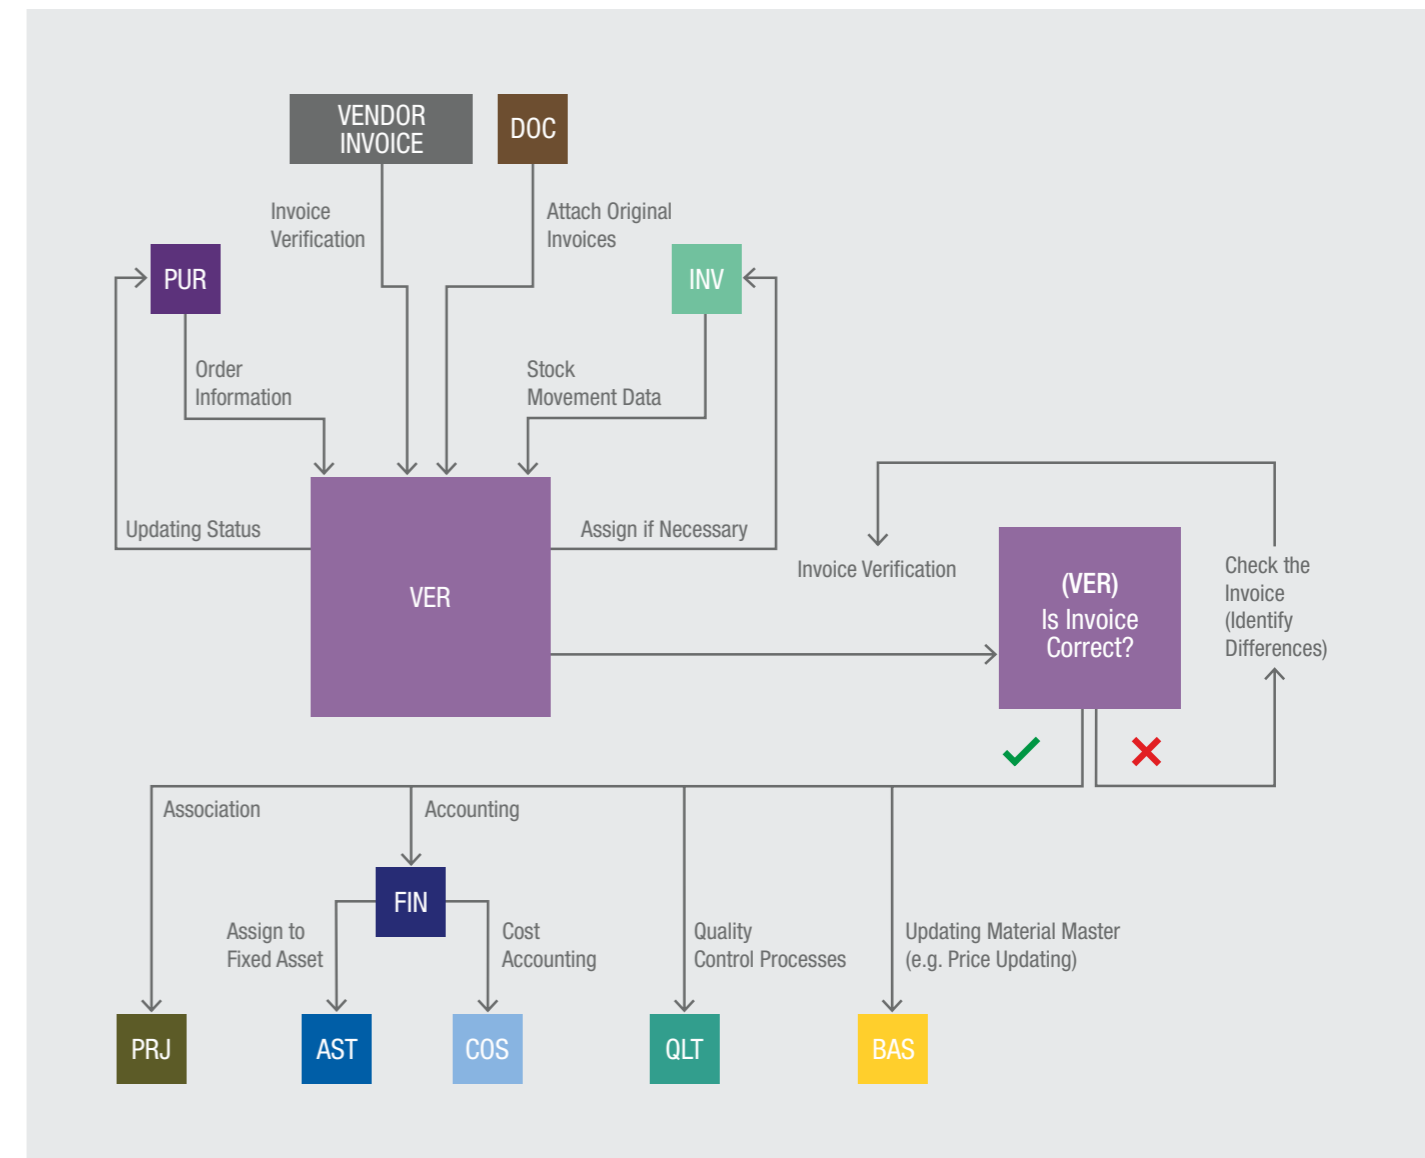 VENDOR
INVOICE
DOC
Invoice
Verification
Attach Original
Invoices
PUR
INV
Order
Information
Stock
Movement Data
Updating Status
Assign if Necessary
VER
Invoice Verification
(VER)
Is Invoice
Correct?
Check the
Invoice
(Identify
Differences)
Association
Accounting
FIN
Assign to
Fixed Asset
Cost
Accounting
Quality
Control Processes
Updating Material Master
(e.g. Price Updating)
PRJ
AST
COS
QLT
BAS